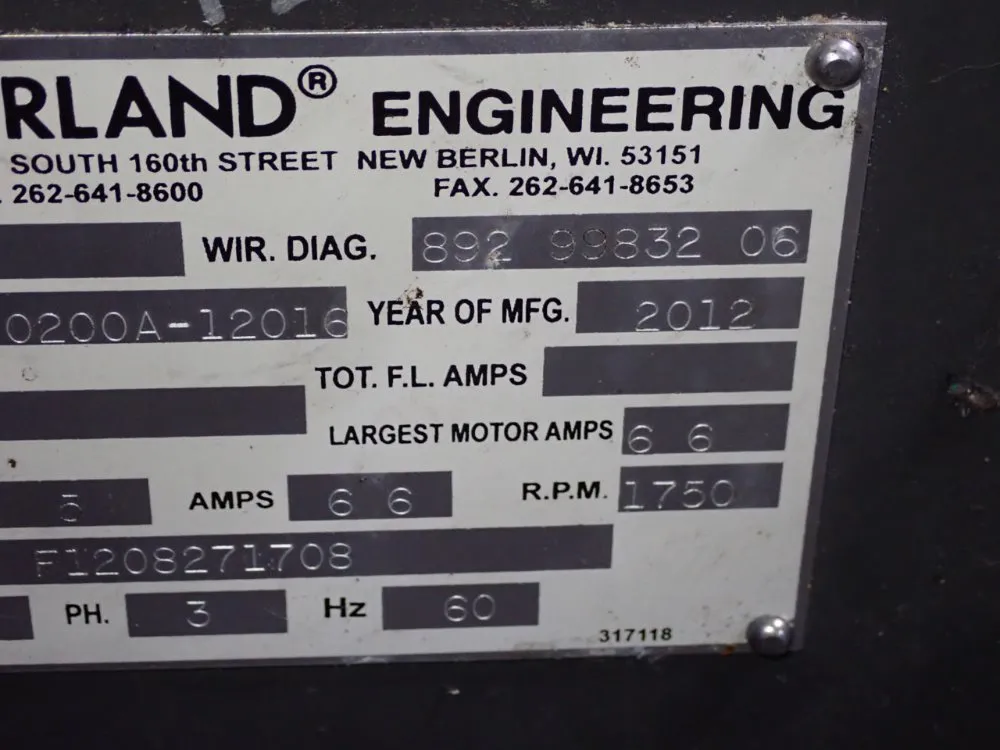 RLAND® ENGINEERING
SOUTH 160th STREET NEW BERLIN, WI. 53151
. 262-641-8600 FAX. 262-641-8653
WIR. DIAG. 892 99832 06
0200A-12016 YEAR OF MFG. 2012
TOT. F.L. AMPS
LARGEST MOTOR AMPS 6 6
5 AMPS 6 6 R.P.M. 1750
F1208271708
PH. 3 Hz 60
317118